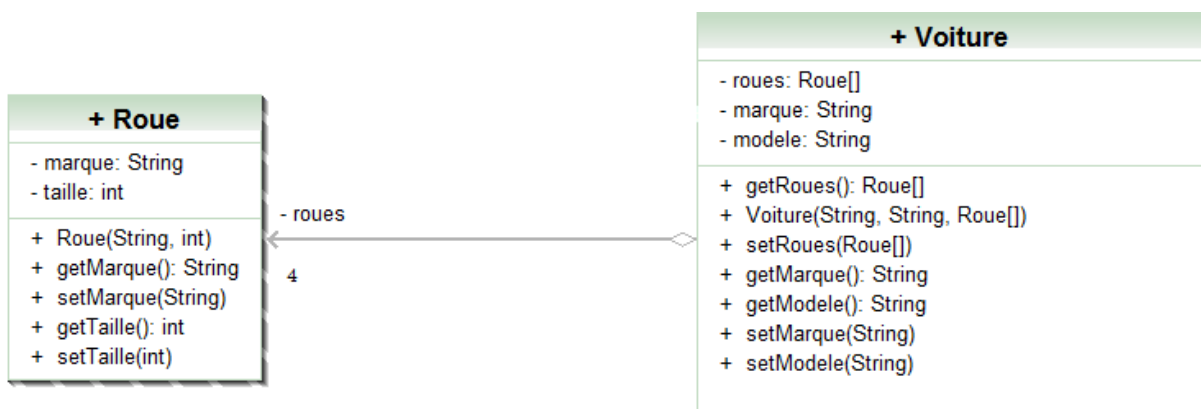 + Roue
- marque: String
- taille: int
+ Roue(String, int)
+ getMarque(): String
+ setMarque(String)
+ getTaille(): int
+ setTaille(int)
- roues
4
+ Voiture
- roues: Roue[]
- marque: String
- modele: String
+ getRoues(): Roue[]
+ Voiture(String, String, Roue[])
+ setRoues(Roue[])
+ getMarque(): String
+ getModele(): String
+ setMarque(String)
+ setModele(String)